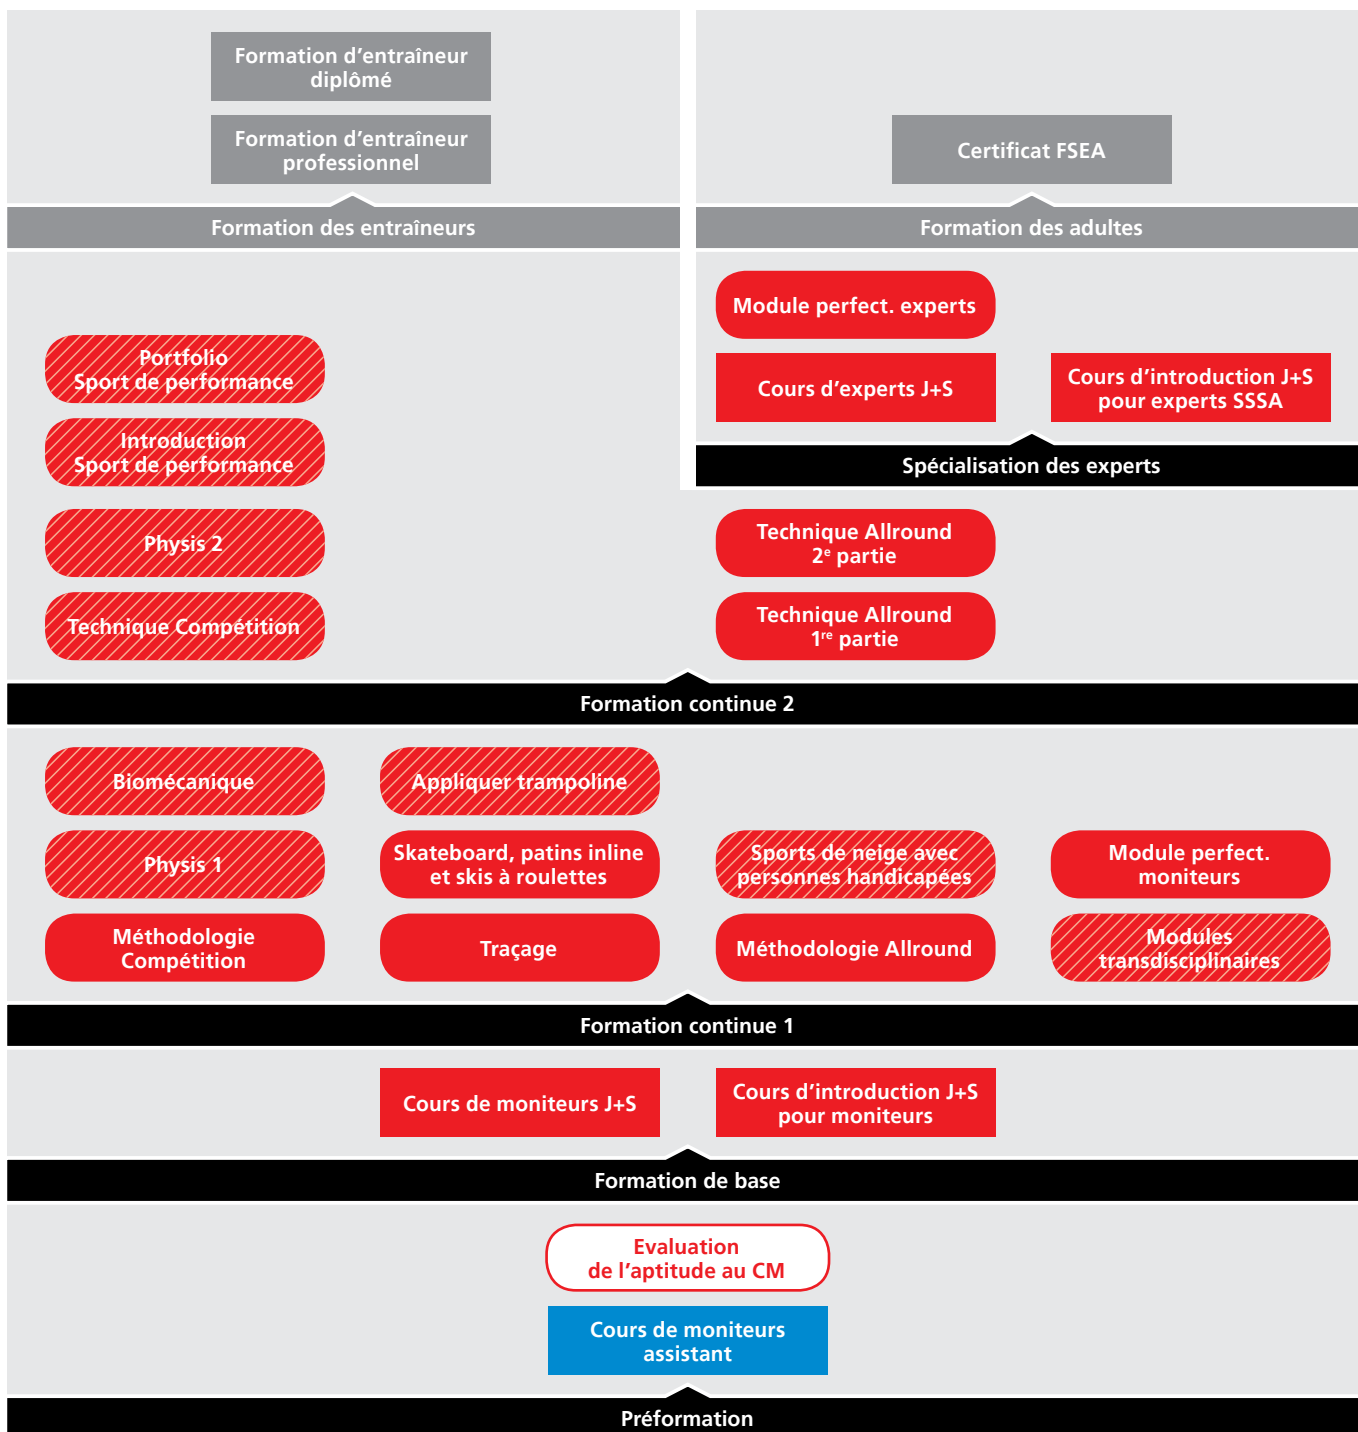 Formation d'entraîneur
diplômé
Formation d'entraîneur
professionnel
Certificat FSEA
Formation des entraîneurs
Formation des adultes
Module perfect. experts
Portfolio
Sport de performance
Cours d'experts J+S
Cours d'introduction J+S
pour experts SSSA
Introduction
Sport de performance
Spécialisation des experts
Physis 2
Technique Allround
2e partie
Technique Compétition
Technique Allround
1re partie
Formation continue 2
Biomécanique
Appliquer trampoline
Physis 1
Skateboard, patins inline
et skis à roulettes
Sports de neige avec
personnes handicapées
Module perfect.
moniteurs
Méthodologie
Compétition
Traçage
Méthodologie Allround
Modules
transdisciplinaires
Formation continue 1
Cours de moniteurs J+S
Cours d'introduction J+S
pour moniteurs
Formation de base
Evaluation
de l'aptitude au CM
Cours de moniteurs
assistant
Préformation